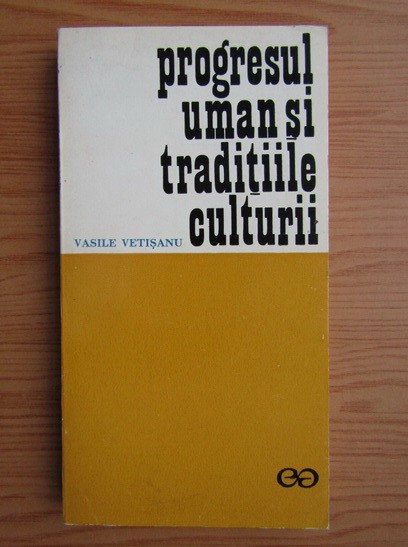 progresul
uman și
tradițiile
culturii
VASILE VETIȘANU